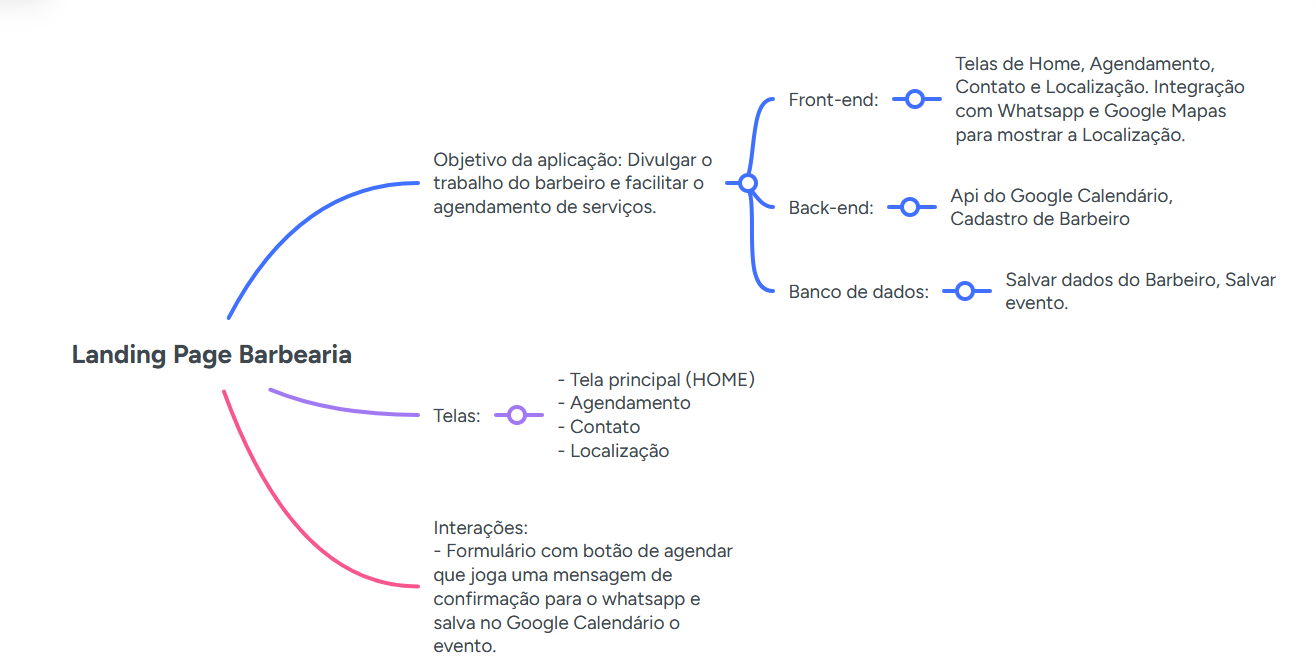 Landing Page Barbearia
Objetivo da aplicação: Divulgar o
trabalho do barbeiro e facilitar o
agendamento de serviços.
Front-end:
Telas de Home, Agendamento,
Contato e Localização. Integração
com Whatsapp e Google Mapas
para mostrar a Localização.
Back-end:
Api do Google Calendário,
Cadastro de Barbeiro
Banco de dados:
Salvar dados do Barbeiro, Salvar
evento.
Telas:
- Tela principal (HOME)
- Agendamento
- Contato
- Localização
Interações:
- Formulário com botão de agendar
que joga uma mensagem de
confirmação para o whatsapp e
salva no Google Calendário o
evento.